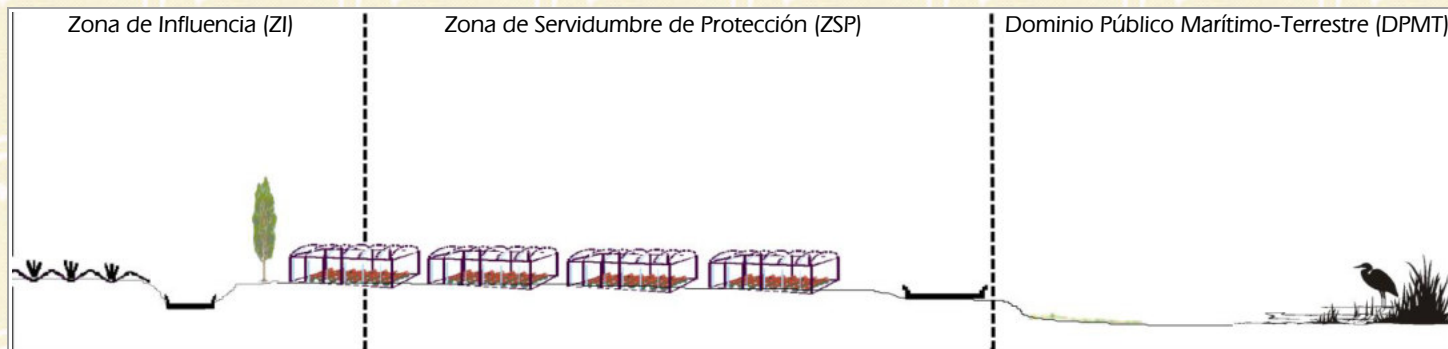 Zona de Influencia (ZI) Zona de Servidumbre de Protección (ZSP) Dominio Público Marítimo-Terrestre (DPMT)